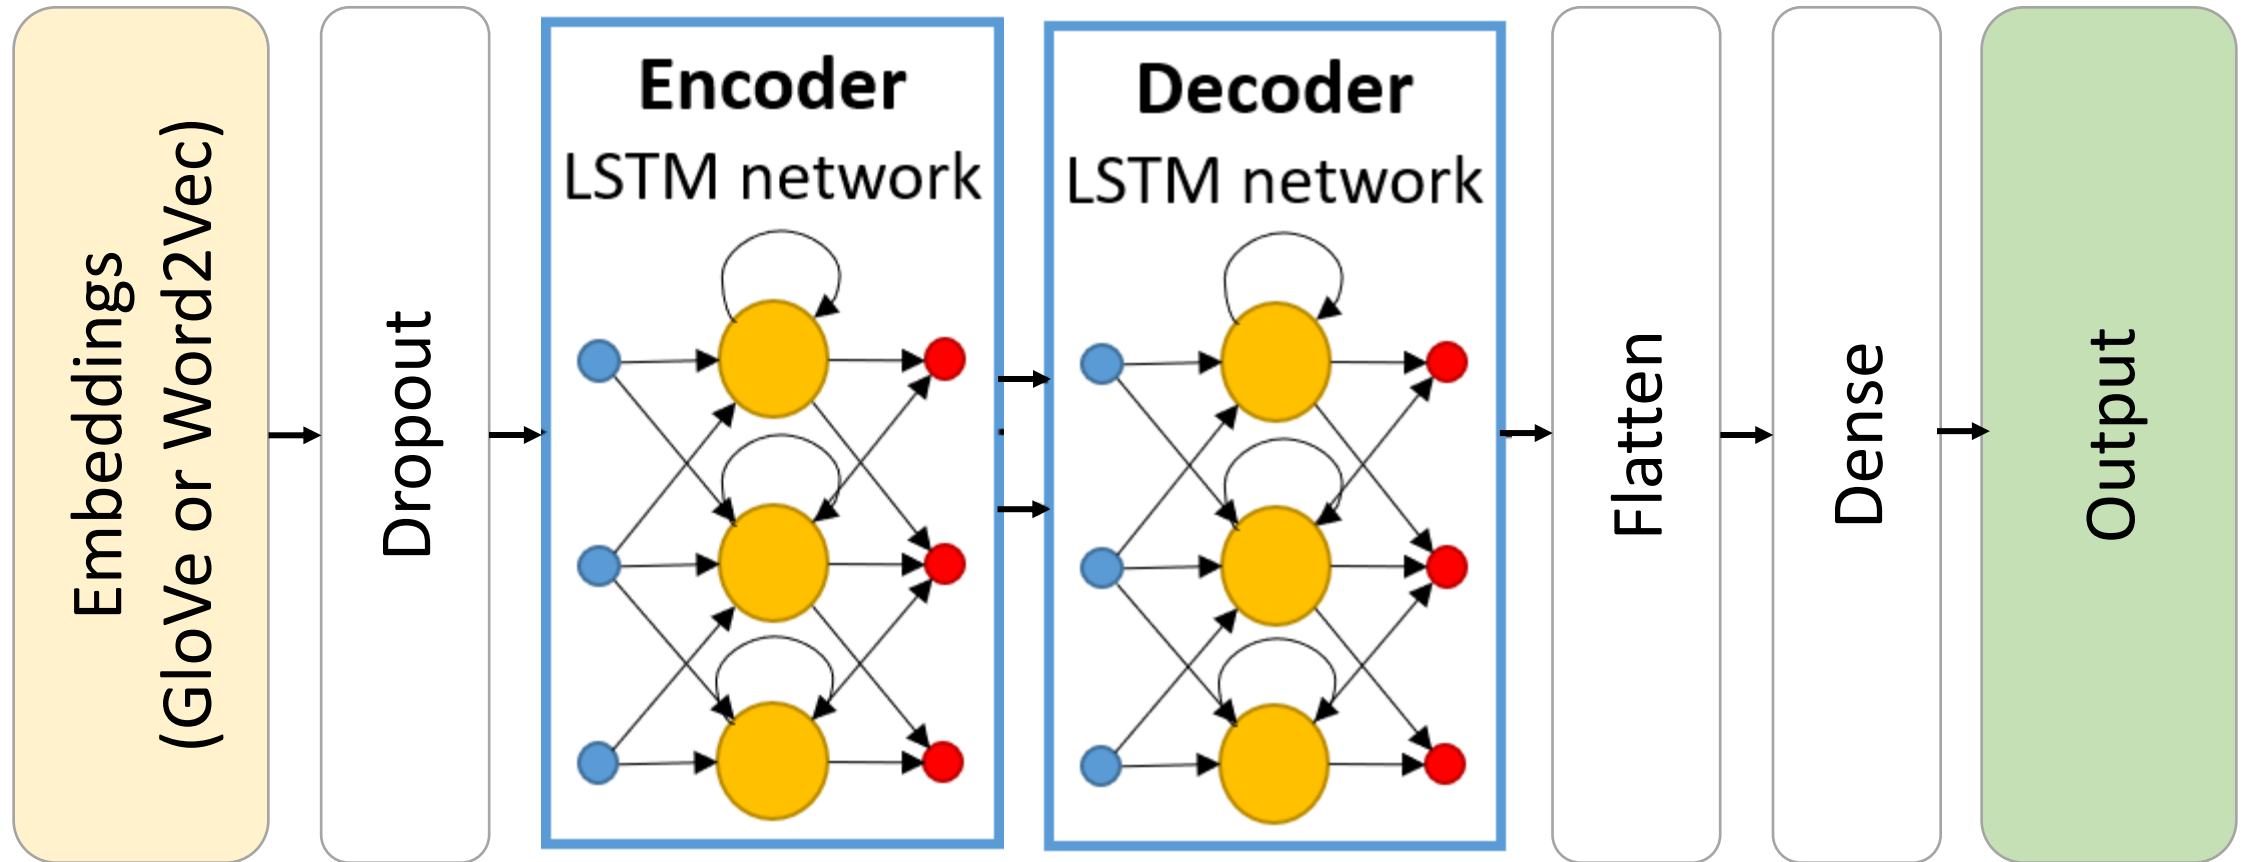 Embeddings
(GloVe or Word2Vec)
Dropout
Encoder
LSTM network
Decoder
LSTM network
Flatten
Dense
Output